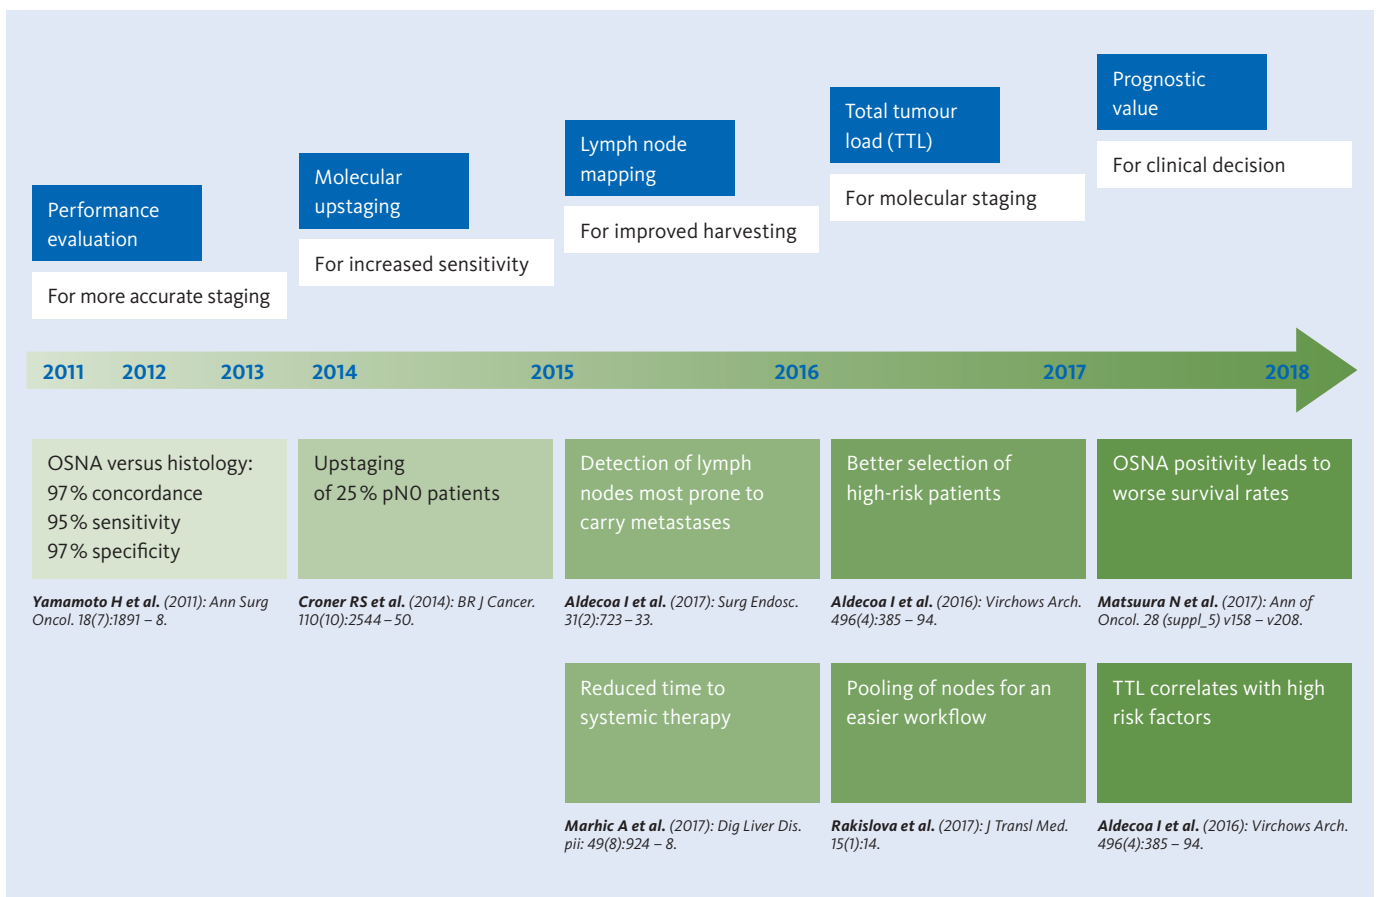 Performance
evaluation
For more accurate staging
Molecular
upstaging
For increased sensitivity
Lymph node
mapping
For improved harvesting
Total tumour
load (TTL)
For molecular staging
Prognostic
value
For clinical decision
2011 2012 2013 2014 2015 2016 2017 2018
OSNA versus histology:
97% concordance
95% sensitivity
97% specificity
Yamamoto H et al. (2011): Ann Surg
Oncol. 18(7):1891 – 8.
Upstaging
of 25% pN0 patients
Croner RS et al. (2014): BR J Cancer.
110(10):2544 – 50.
Detection of lymph
nodes most prone to
carry metastases
Aldecoa I et al. (2017): Surg Endosc.
31(2):723 – 33.
Better selection of
high-risk patients
Aldecoa I et al. (2016): Virchows Arch.
496(4):385 – 94.
OSNA positivity leads to
worse survival rates
Matsuura N et al. (2017): Ann of
Oncol. 28 (suppl_5) v158 – v208.
Reduced time to
systemic therapy
Marhic A et al. (2017): Dig Liver Dis.
pii: 49(8):924 – 8.
Pooling of nodes for an
easier workflow
Rakislova et al. (2017): J Transl Med.
15(1):14.
TTL correlates with high
risk factors
Aldecoa I et al. (2016): Virchows Arch.
496(4):385 – 94.